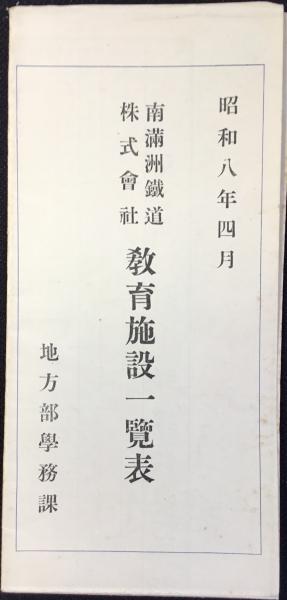 昭和八年四月
南滿洲鐵道
株式會社
敎育施設一覽表
地方部學務課